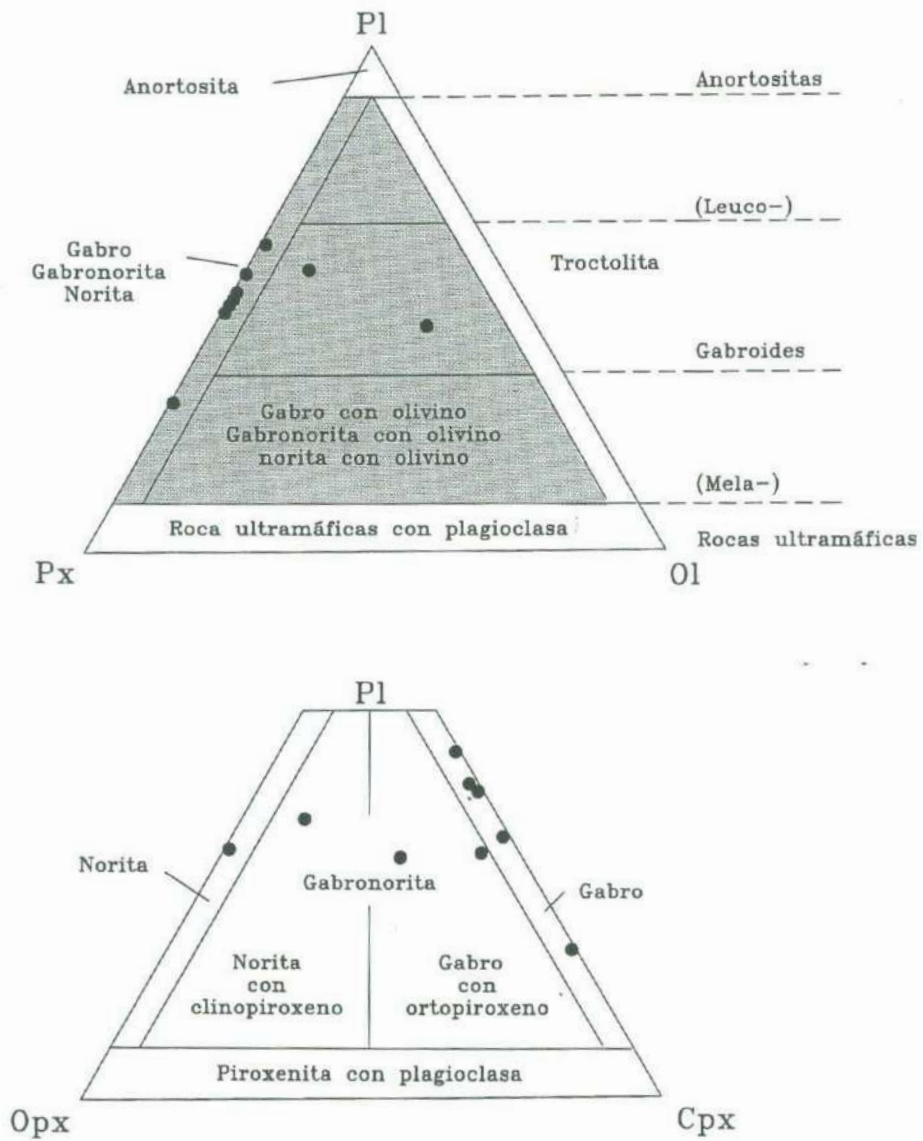 Pl
Anortosita
Anortositas
(Leuco-)
Gabro
Gabronorita
Norita
Troctolita
Gabroides
Gabro con olivino
Gabronorita con olivino
norita con olivino
(Mela-)
Roca ultramáficas con plagioclasa
Rocas ultramáficas
Px
Ol
Pl
Norita
Gabronorita
Gabro
Norita
con
clinopiroxeno
Gabro
con
ortopiroxeno
Piroxenita con plagioclasa
Opx
Cpx